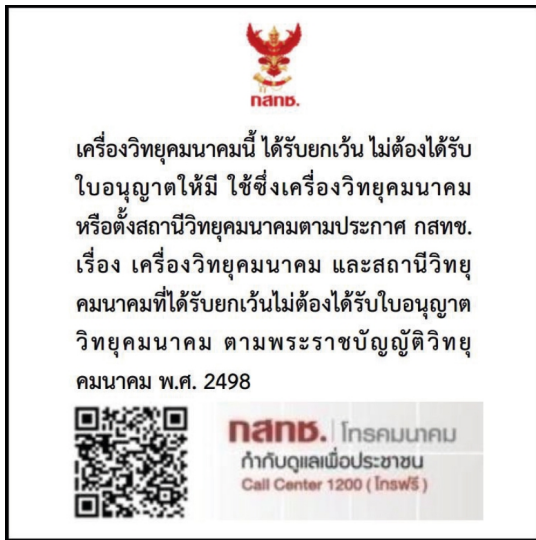 กสทช.
เครื่องวิทยุคมนาคมนี้ ได้รับยกเว้น ไม่ต้องได้รับ
ใบอนุญาตให้มี ใช้ซึ่งเครื่องวิทยุคมนาคม
หรือตั้งสถานีวิทยุคมนาคมตามประกาศ กสทช.
เรื่อง เครื่องวิทยุคมนาคม และสถานีวิทยุ
คมนาคมที่ได้รับยกเว้นไม่ต้องได้รับใบอนุญาต
วิทยุคมนาคม ตามพระราชบัญญัติวิทยุ
คมนาคม พ.ศ. 2498
กสทช. | โทรคมนาคม
กำกับดูแลเพื่อประชาชน
Call Center 1200 ( โทรฟรี )